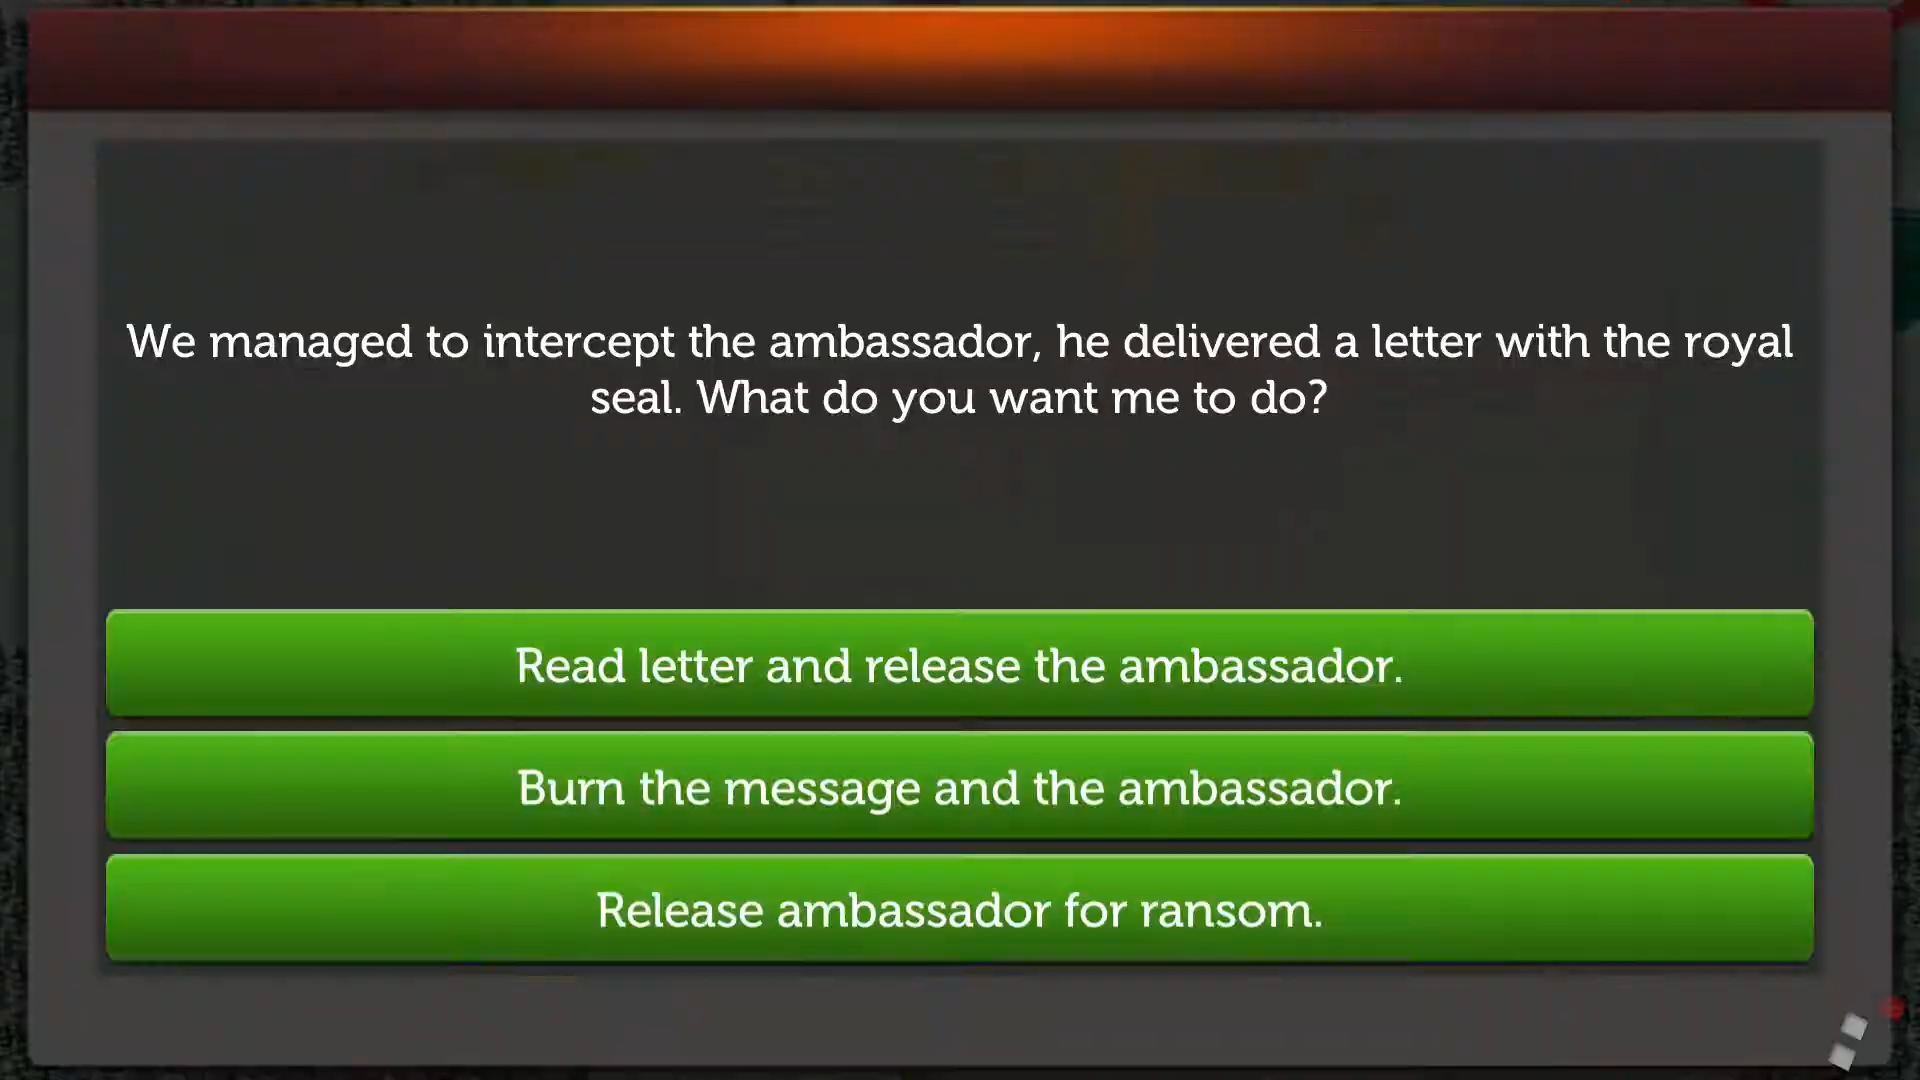 We managed to intercept the ambassador, he delivered a letter with the royal
seal. What do you want me to do?
Read letter and release the ambassador.
Burn the message and the ambassador.
Release ambassador for ransom.